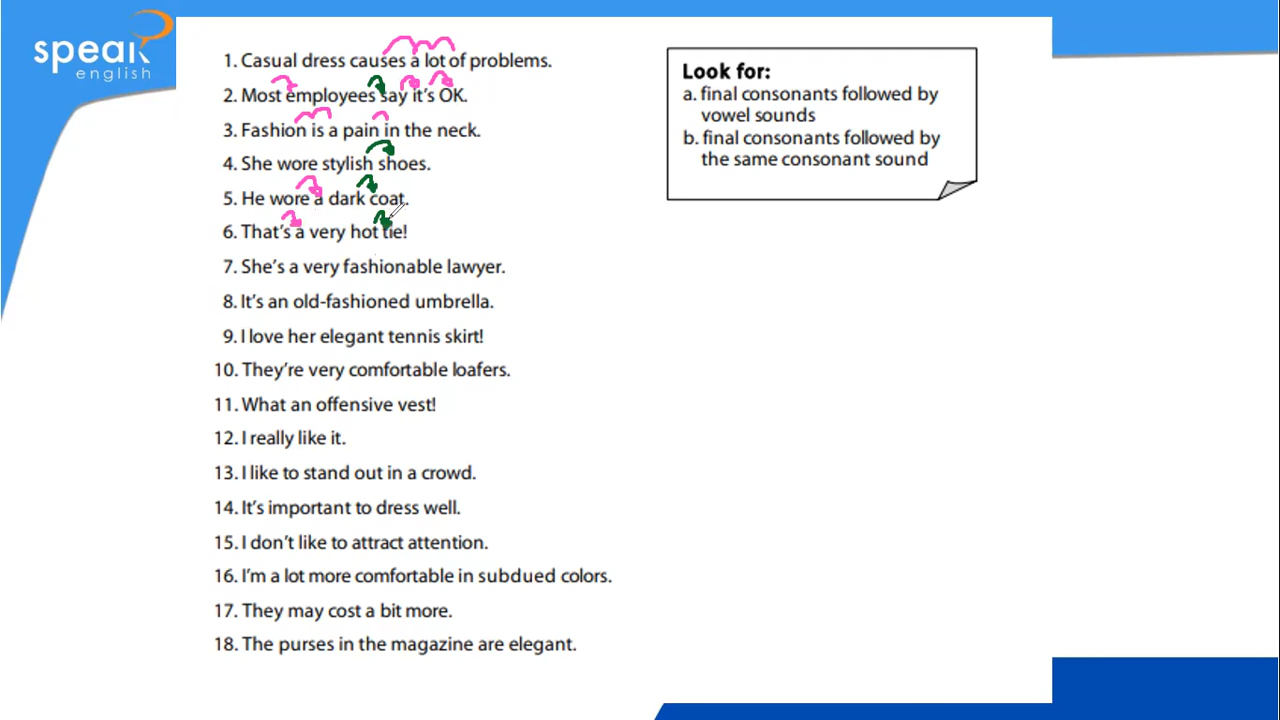 speak
english
1. Casual dress causes a lot of problems.
2. Most employees say it's OK.
3. Fashion is a pain in the neck.
4. She wore stylish shoes.
5. He wore a dark coat.
6. That's a very hot tie!
7. She's a very fashionable lawyer.
8. It's an old-fashioned umbrella.
9. I love her elegant tennis skirt!
10. They're very comfortable loafers.
11. What an offensive vest!
12. I really like it.
13. I like to stand out in a crowd.
14. It's important to dress well.
15. I don't like to attract attention.
16. I'm a lot more comfortable in subdued colors.
17. They may cost a bit more.
18. The purses in the magazine are elegant.
Look for:
a. final consonants followed by
vowel sounds
b. final consonants followed by
the same consonant sound